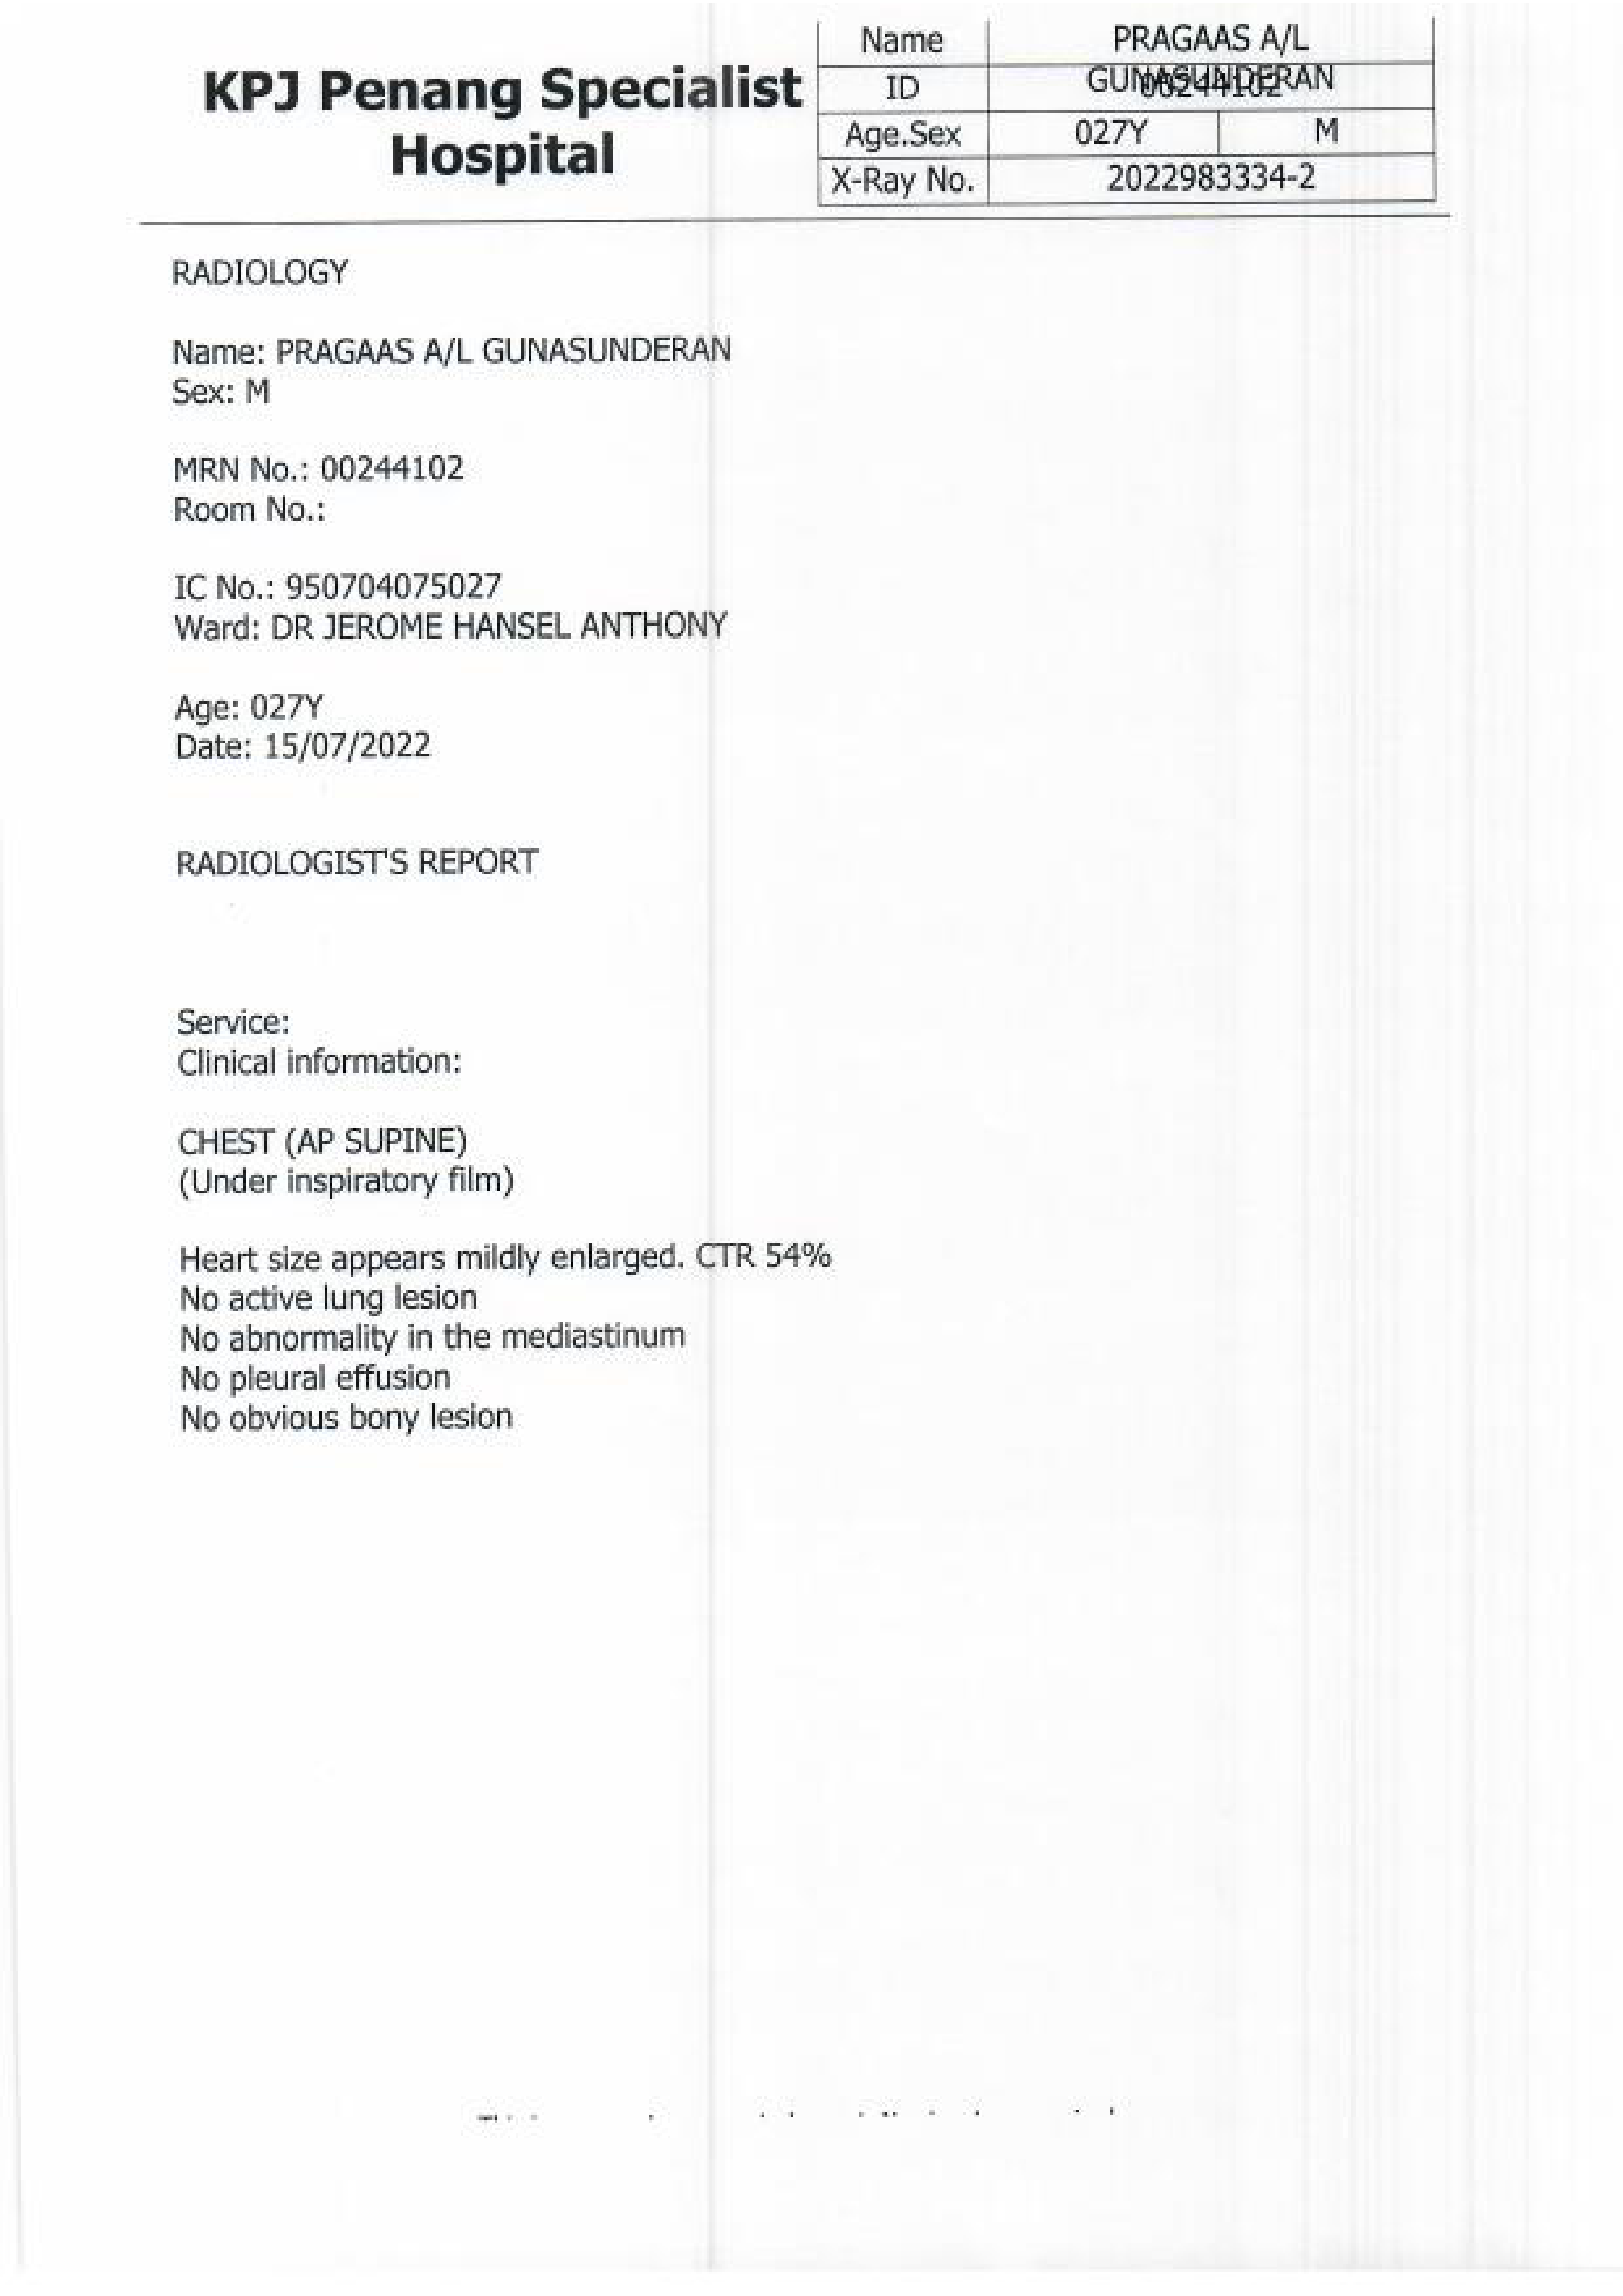 KPJ Penang Specialist
Hospital
Name PRAGAAS A/L
GUNASUNDERAN
ID 00244102
Age.Sex 027Y M
X-Ray No. 2022983334-2
RADIOLOGY
Name: PRAGAAS A/L GUNASUNDERAN
Sex: M
MRN No.: 00244102
Room No.:
IC No.: 950704075027
Ward: DR JEROME HANSEL ANTHONY
Age: 027Y
Date: 15/07/2022
RADIOLOGIST'S REPORT
Service:
Clinical information:
CHEST (AP SUPINE)
(Under inspiratory film)
Heart size appears mildly enlarged. CTR 54%
No active lung lesion
No abnormality in the mediastinum
No pleural effusion
No obvious bony lesion